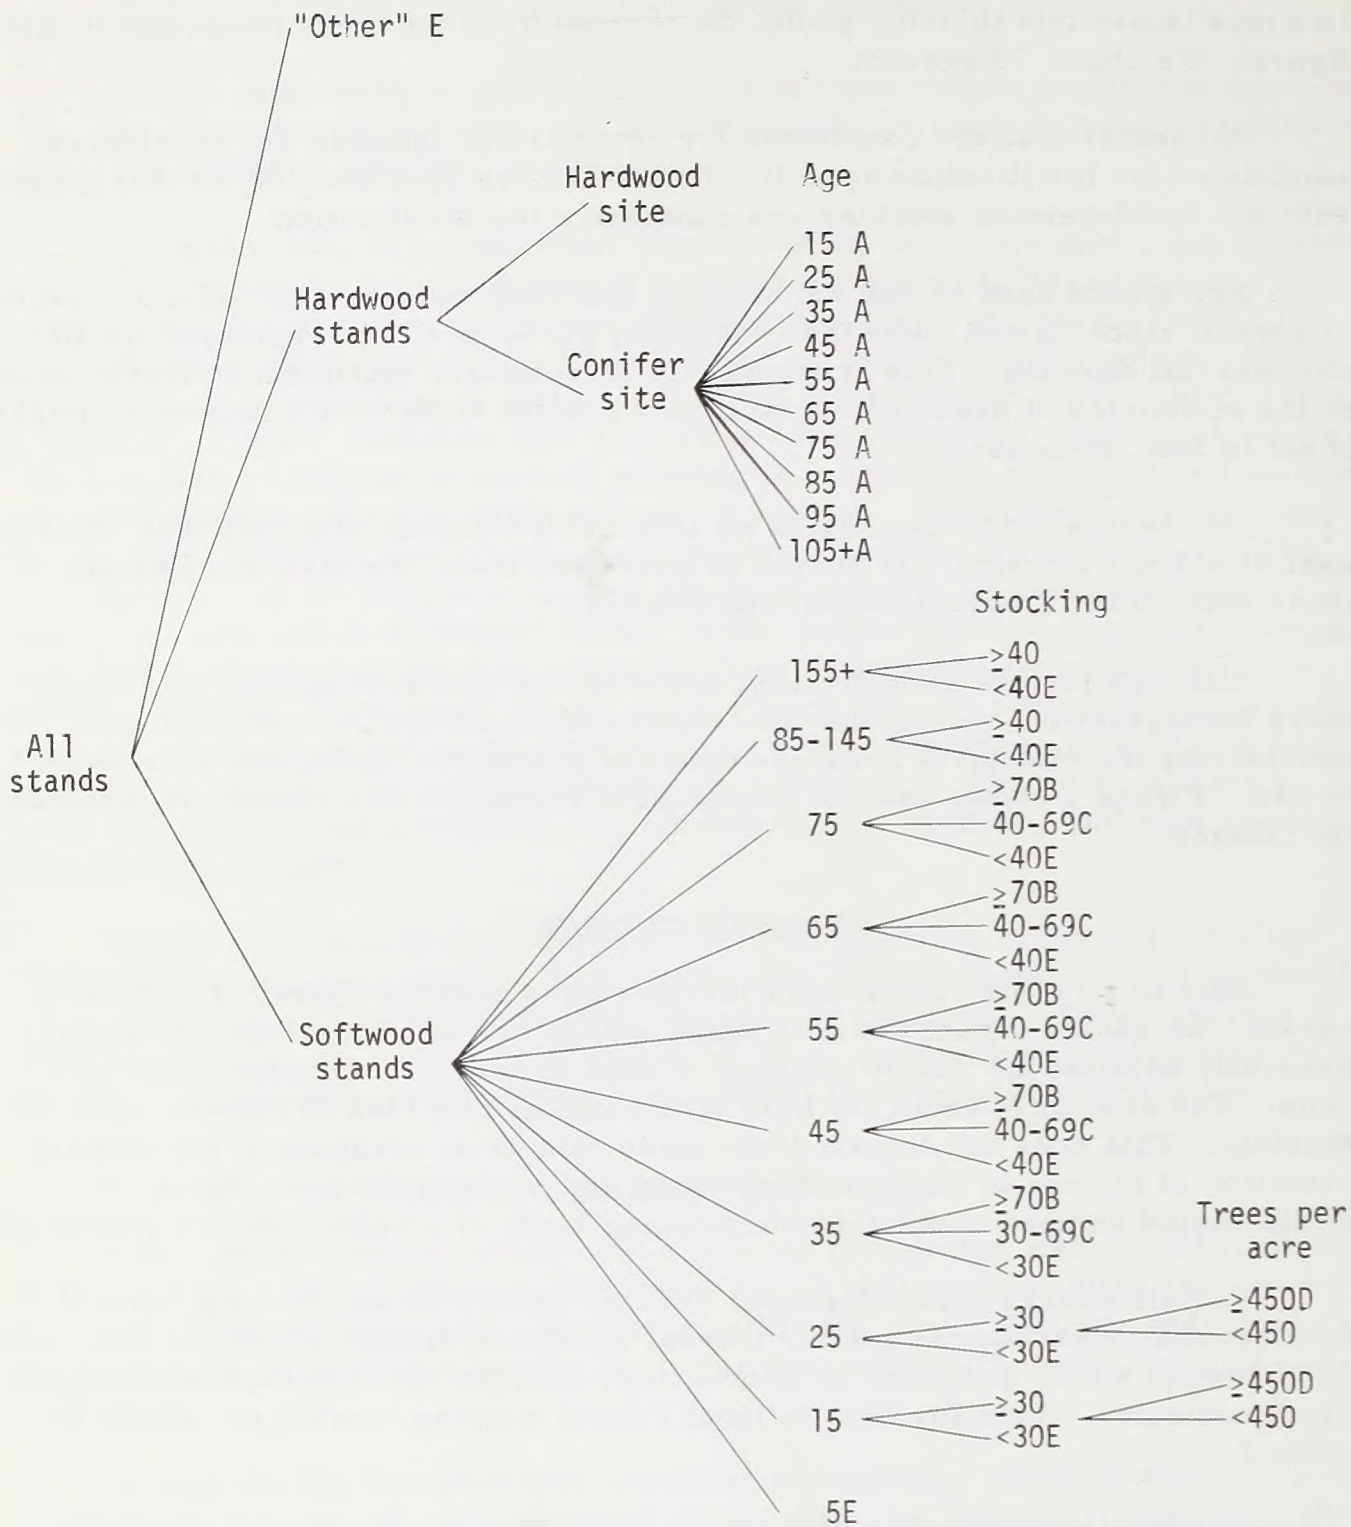 "Other" E
Hardwood
site
Age
15 A
25 A
35 A
45 A
55 A
65 A
75 A
85 A
95 A
105+A
Hardwood
stands
Conifer
site
Stocking
155+
≥40
<40E
85-145
≥40
<40E
75
≥70B
40-69C
<40E
All
stands
65
≥70B
40-69C
<40E
55
≥70B
40-69C
<40E
Softwood
stands
45
≥70B
40-69C
<40E
35
≥70B
30-69C
<30E
Trees per
acre
25
≥30
<30E
≥450D
<450
15
≥30
<30E
≥450D
<450
5E